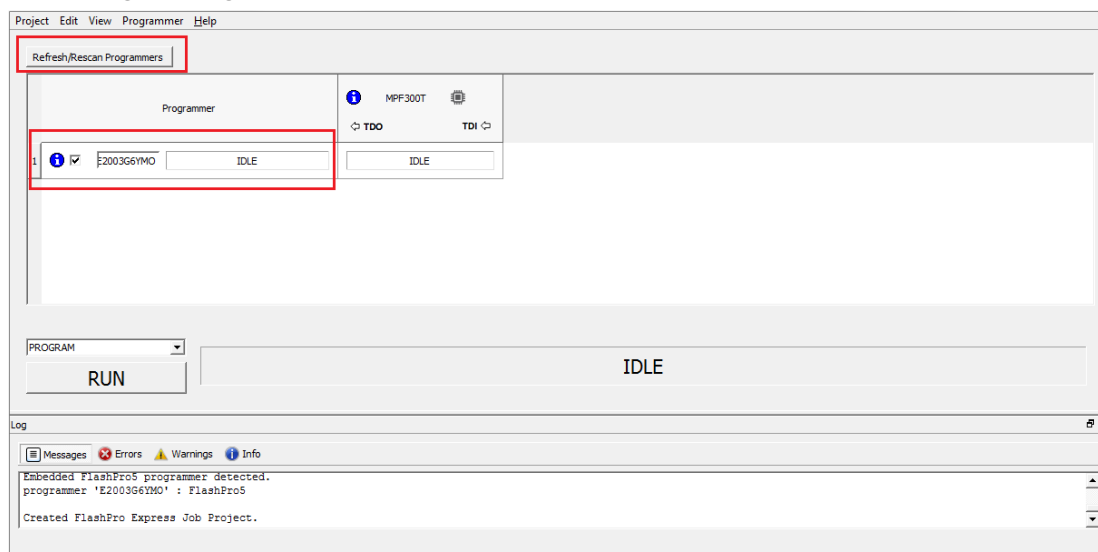 Project Edit View Programmer Help
Refresh/Rescan Programmers
Programmer
MPF300T
TDO TDI
1 E2003G6YMO IDLE IDLE
PROGRAM
RUN
IDLE
Log
Messages Errors Warnings Info
Embedded FlashPro5 programmer detected.
programmer 'E2003G6YMO' : FlashPro5
Created FlashPro Express Job Project.